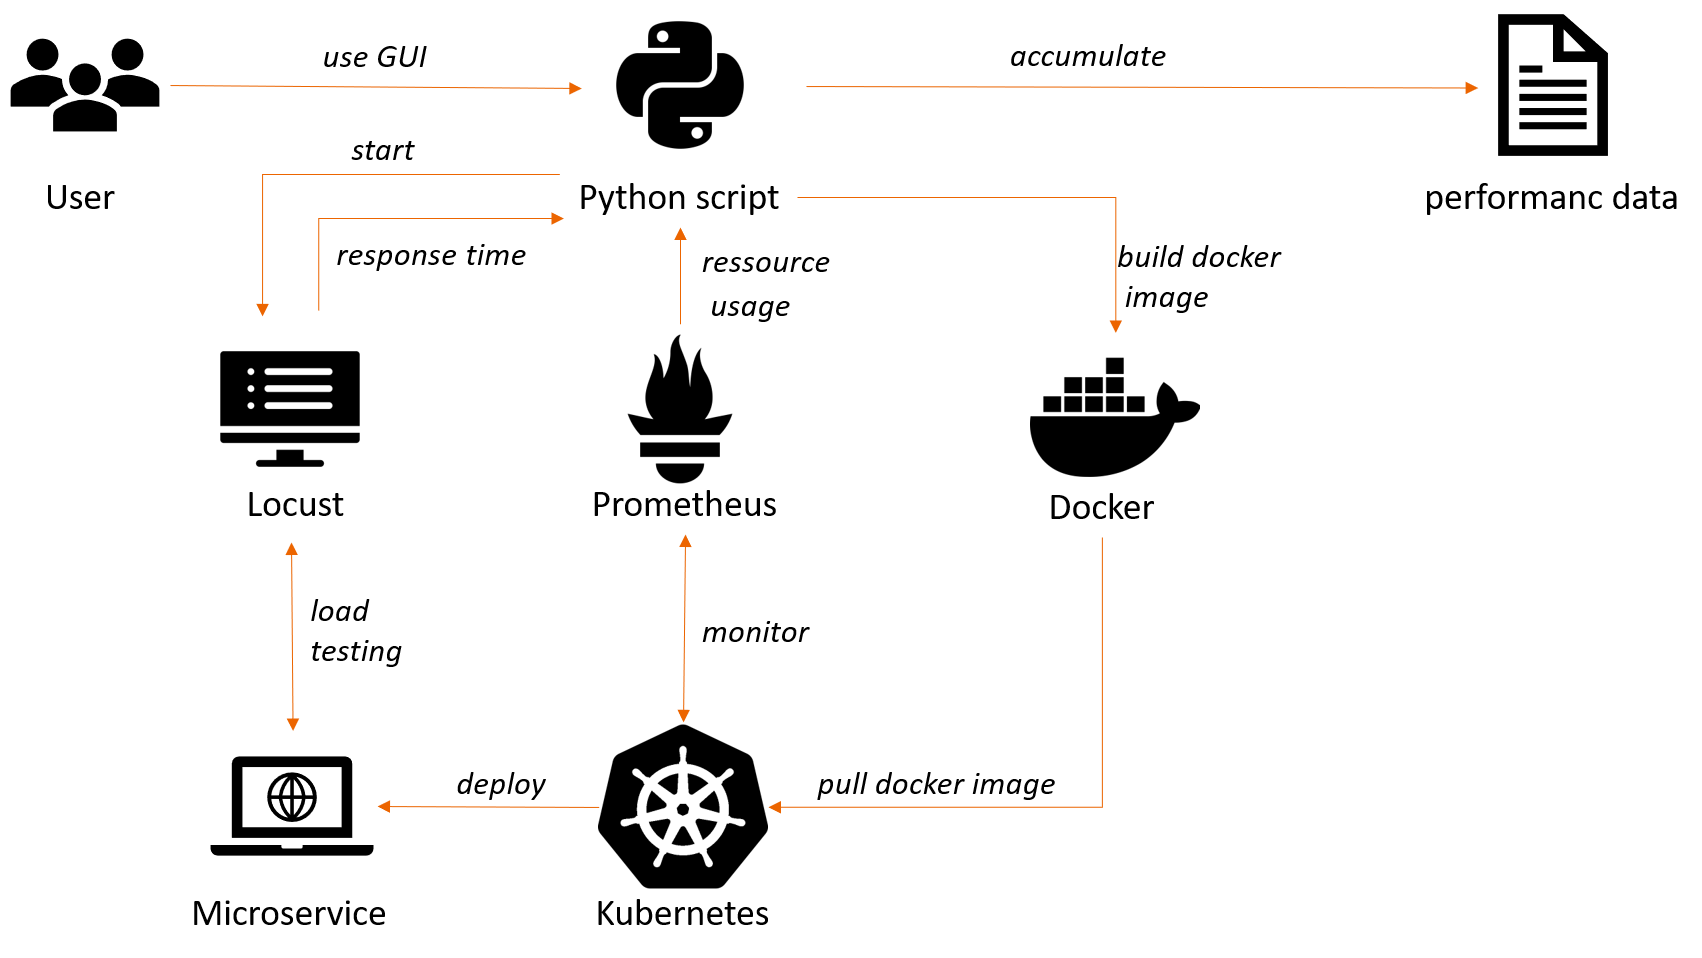 use GUI
accumulate
start
User
Python script
performanc data
response time
ressource
usage
build docker
image
Locust
Prometheus
Docker
load
testing
monitor
deploy
pull docker image
Microservice
Kubernetes